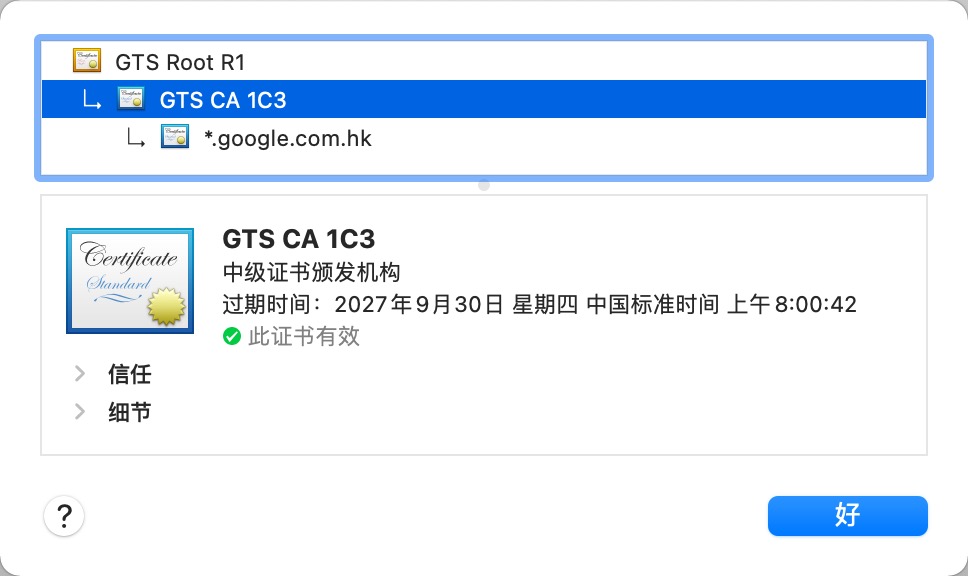 GTS Root R1
GTS CA 1C3
*.google.com.hk
Certificate
Standard
GTS CA 1C3
中级证书颁发机构
过期时间：2027年9月30日 星期四 中国标准时间 上午8:00:42
此证书有效
信任
细节
?
好